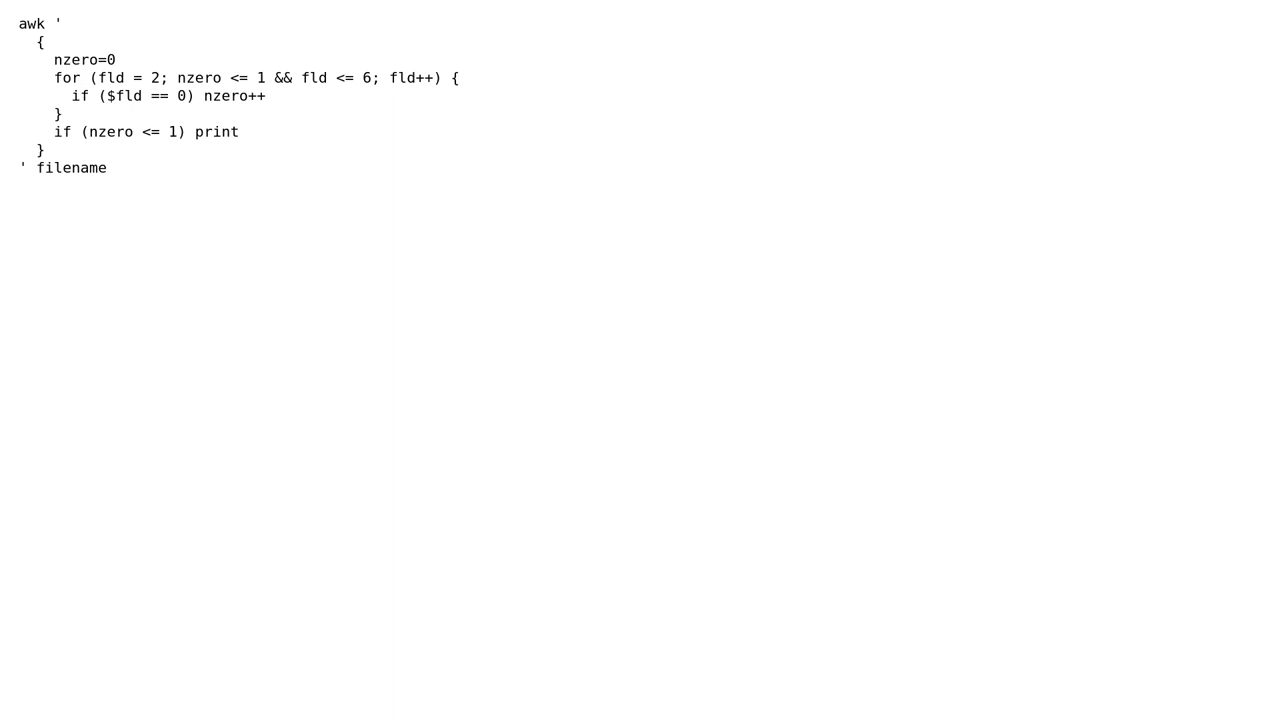 awk '
  {
    nzero=0
    for (fld = 2; nzero <= 1 && fld <= 6; fld++) {
      if ($fld == 0) nzero++
    }
    if (nzero <= 1) print
  }
' filename